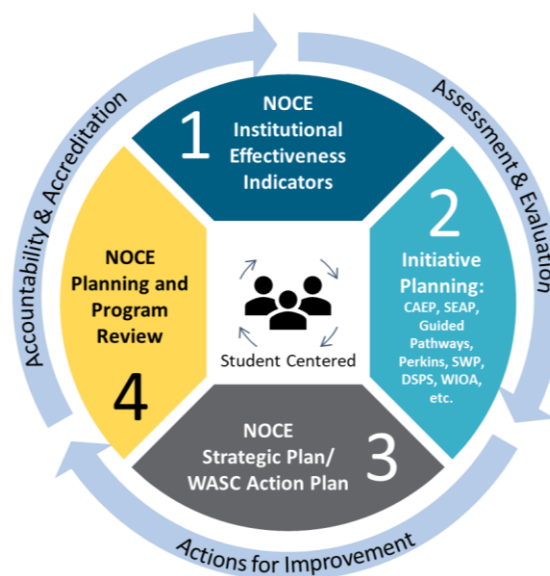 Accountability & Accreditation
Assessment & Evaluation
1
NOCE
Institutional
Effectiveness
Indicators
2
Initiative
Planning:
CAEP, SEAP,
Guided
Pathways,
Perkins, SWP,
DSPS, WIOA,
etc.
NOCE
Planning and
Program
Review
4
Student Centered
NOCE
Strategic Plan/
WASC Action Plan
3
Actions for Improvement